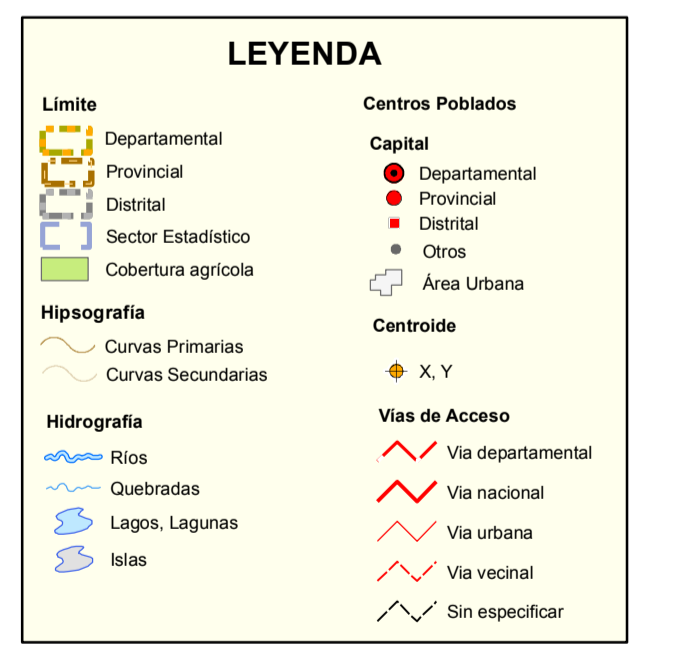 LEYENDA
Límite
Departamental
Provincial
Distrital
Sector Estadístico
Cobertura agrícola
Hipsografía
Curvas Primarias
Curvas Secundarias
Hidrografía
Ríos
Quebradas
Lagos, Lagunas
Islas
Centros Poblados
Capital
Departamental
Provincial
Distrital
Otros
Área Urbana
Centroide
X, Y
Vías de Acceso
Via departamental
Via nacional
Via urbana
Via vecinal
Sin especificar